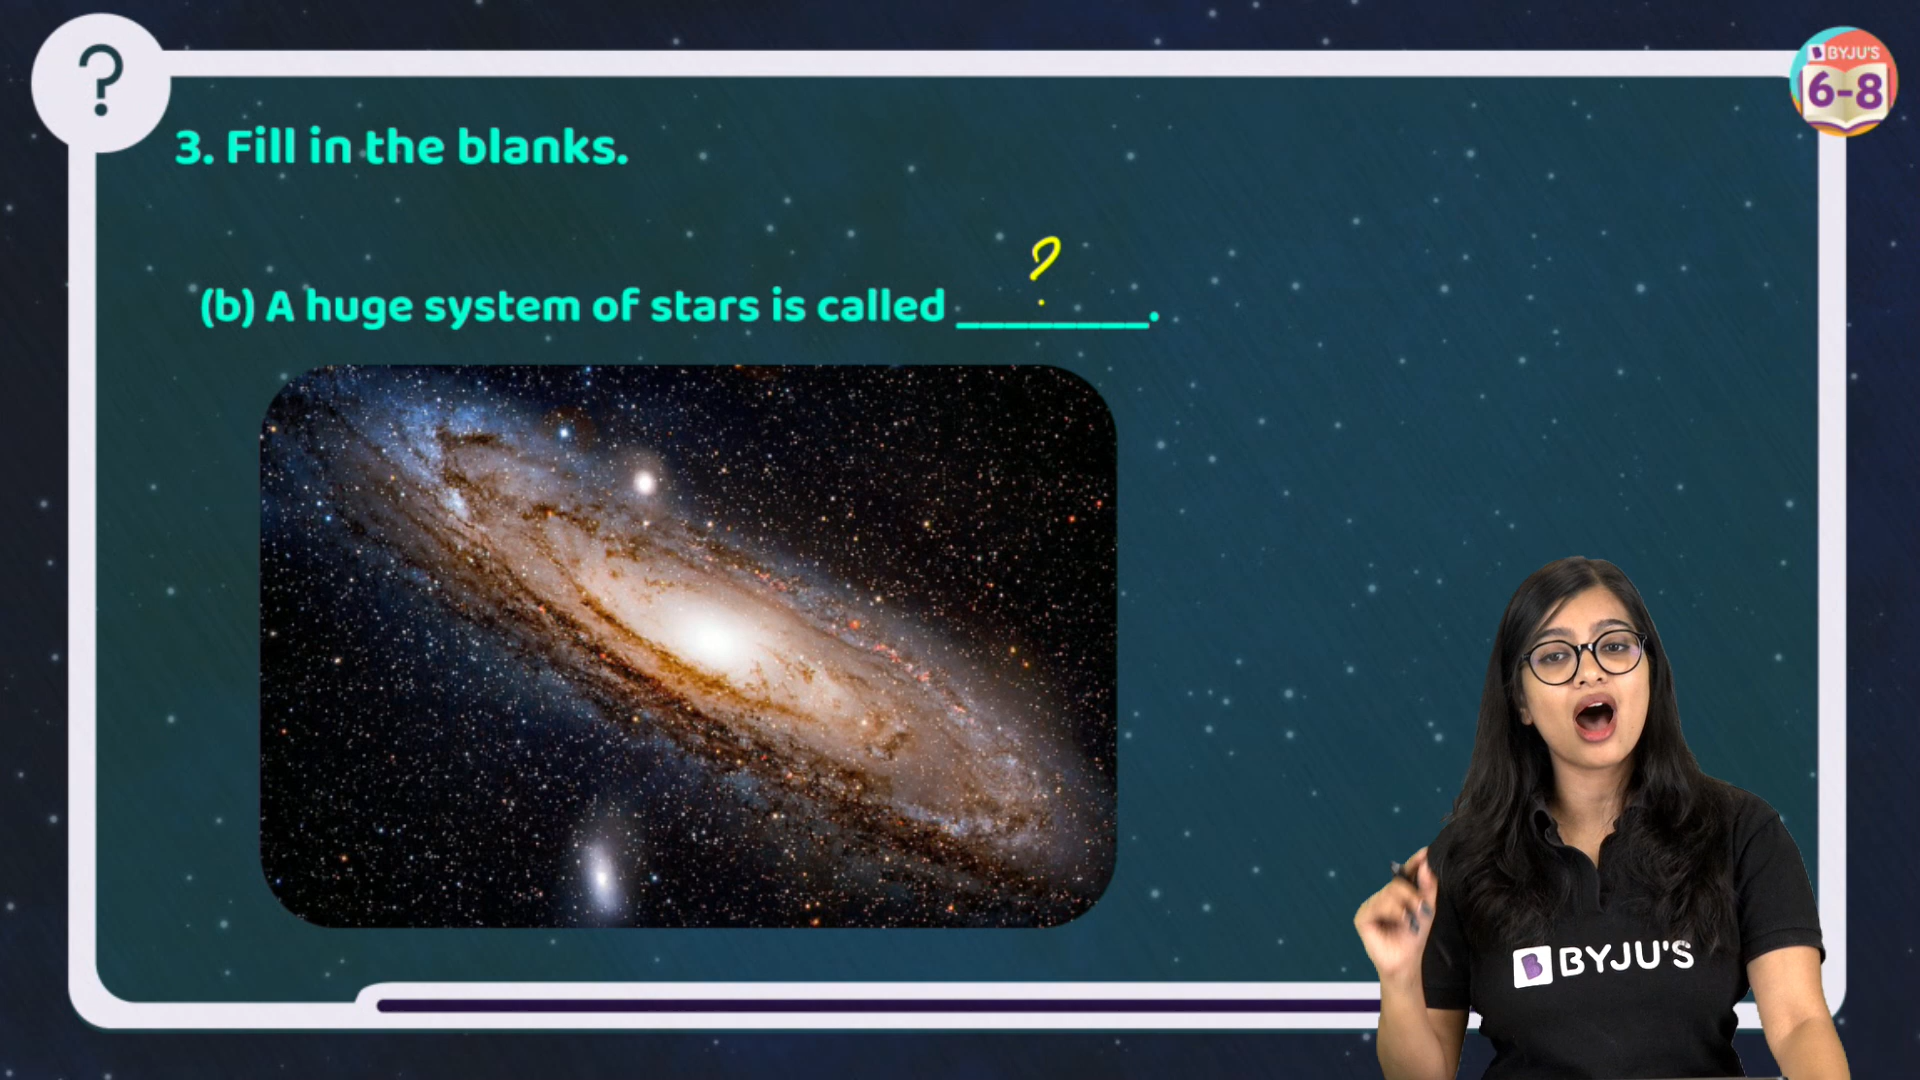 ?
BYJU'S
6-8
3. Fill in the blanks.
?
(b) A huge system of stars is called ________.
B BYJU'S